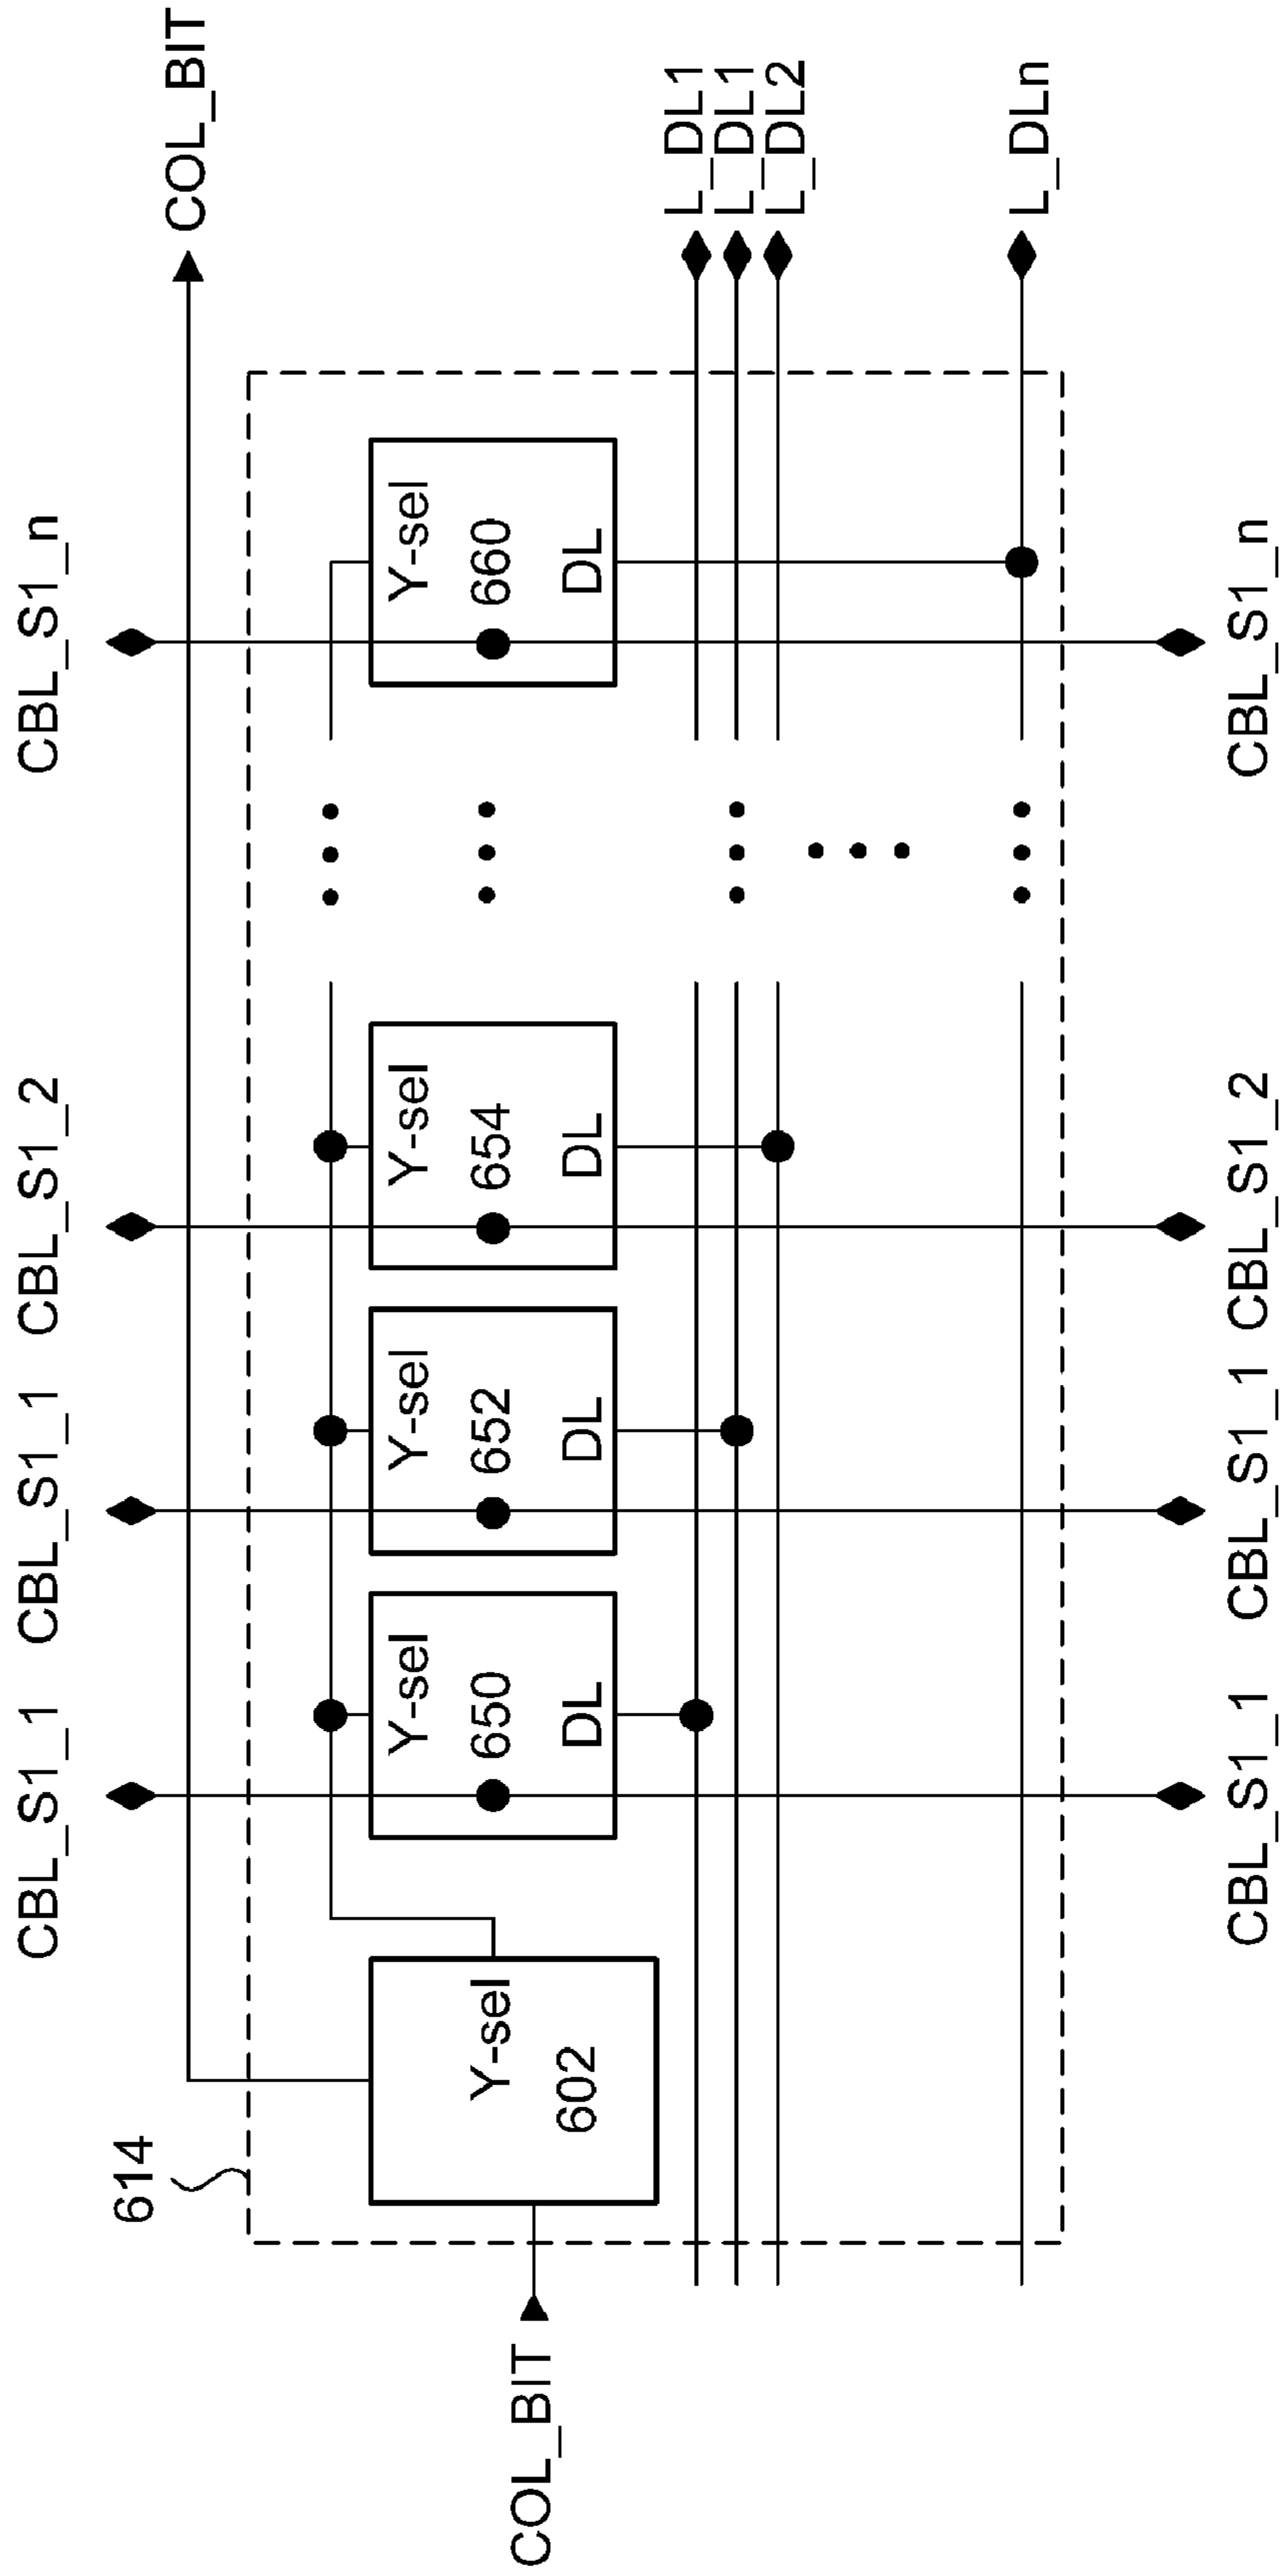 CBL_S1_1 CBL_S1_1 CBL_S1_2 CBL_S1_n
COL_BIT
614
Y-sel Y-sel Y-sel Y-sel
650 652 654 660
DL DL DL DL
Y-sel
602
COL_BIT
L_DL1
L_DL1
L_DL2
L_DLn
CBL_S1_1 CBL_S1_1 CBL_S1_2 CBL_S1_n